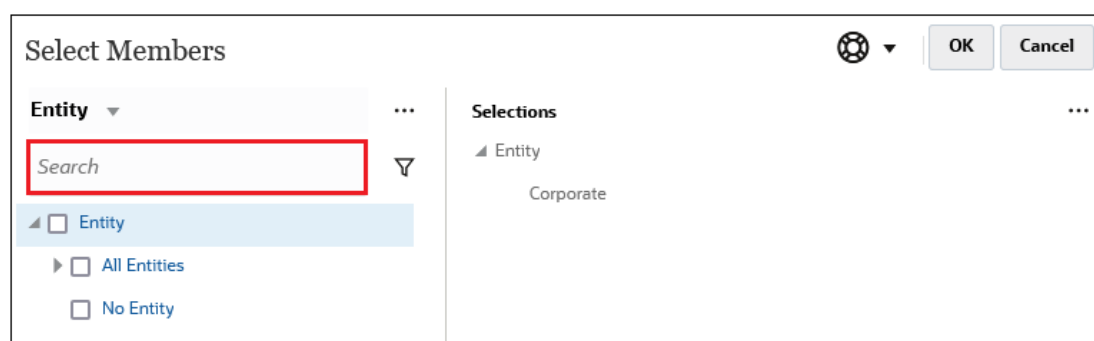 Select Members
OK
Cancel
Entity
Selections
Search
Entity
Corporate
Entity
All Entities
No Entity